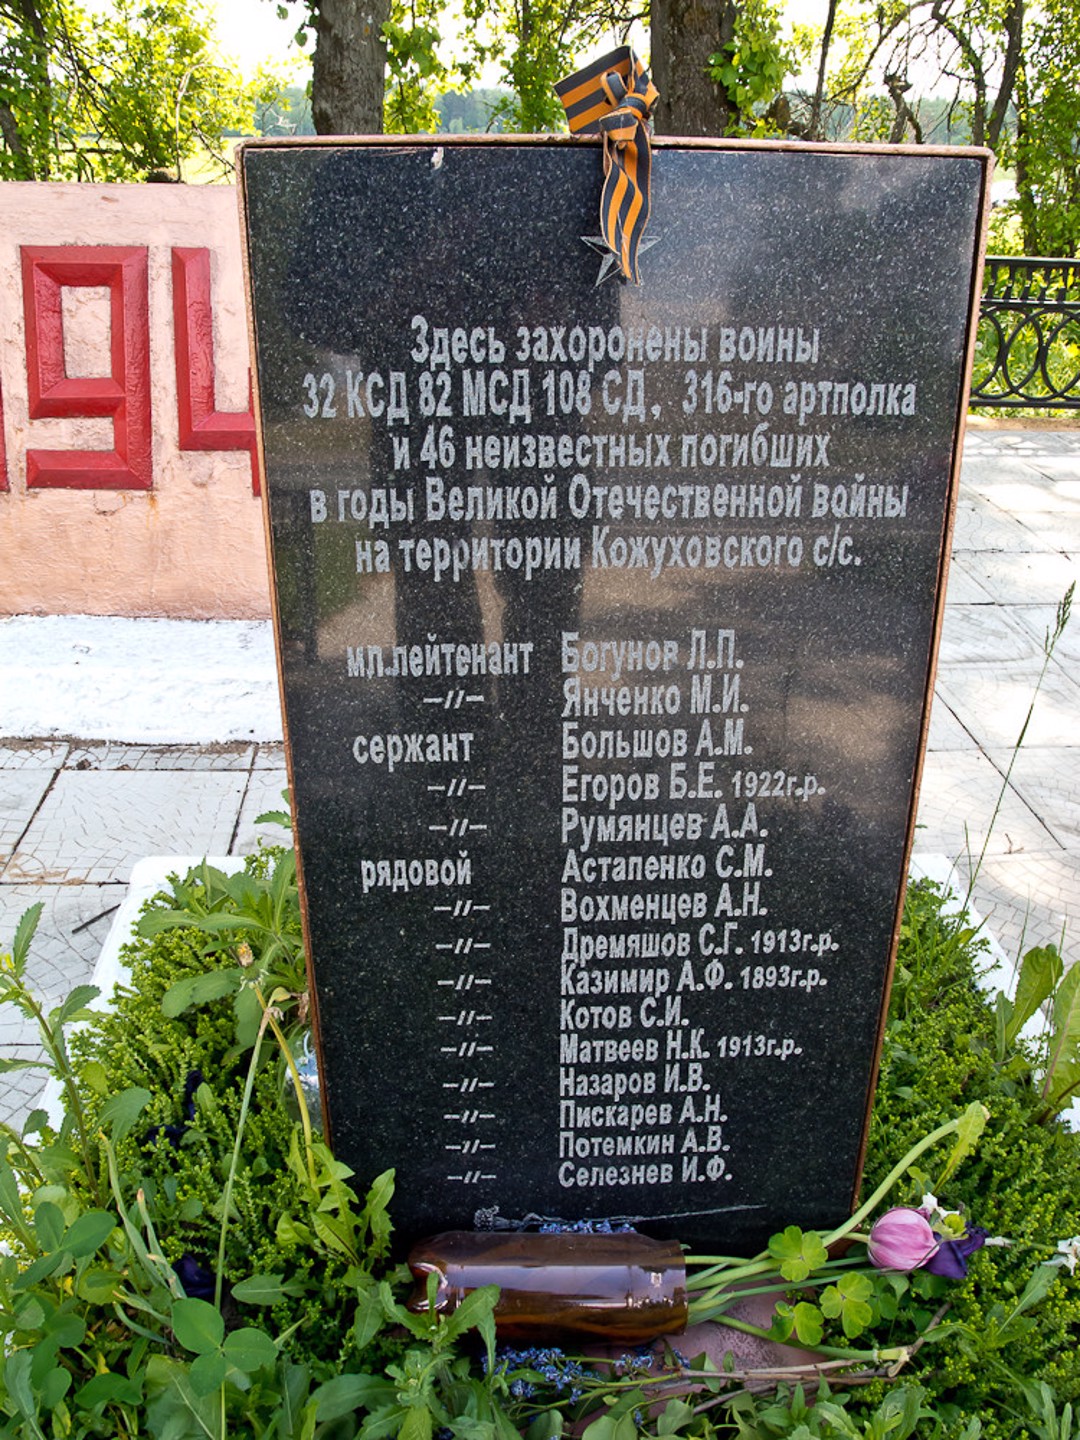 94
Здесь захоронены воины
32 КСД 82 МСД 108 СД, 316-го артполка
и 46 неизвестных погибших
в годы Великой Отечественной войны
на территории Кожуховского с/с.
мл.лейтенант Богунов Л.П.
–//– Янченко М.И.
сержант Большов А.М.
–//– Егоров Б.Е. 1922г.р.
–//– Румянцев А.А.
рядовой Астапенко С.М.
–//– Вохменцев А.Н.
–//– Дремяшов С.Г. 1913г.р.
–//– Казимир А.Ф. 1893г.р.
–//– Котов С.И.
–//– Матвеев Н.К. 1913г.р.
–//– Назаров И.В.
–//– Пискарев А.Н.
–//– Потемкин А.В.
–//– Селезнев И.Ф.